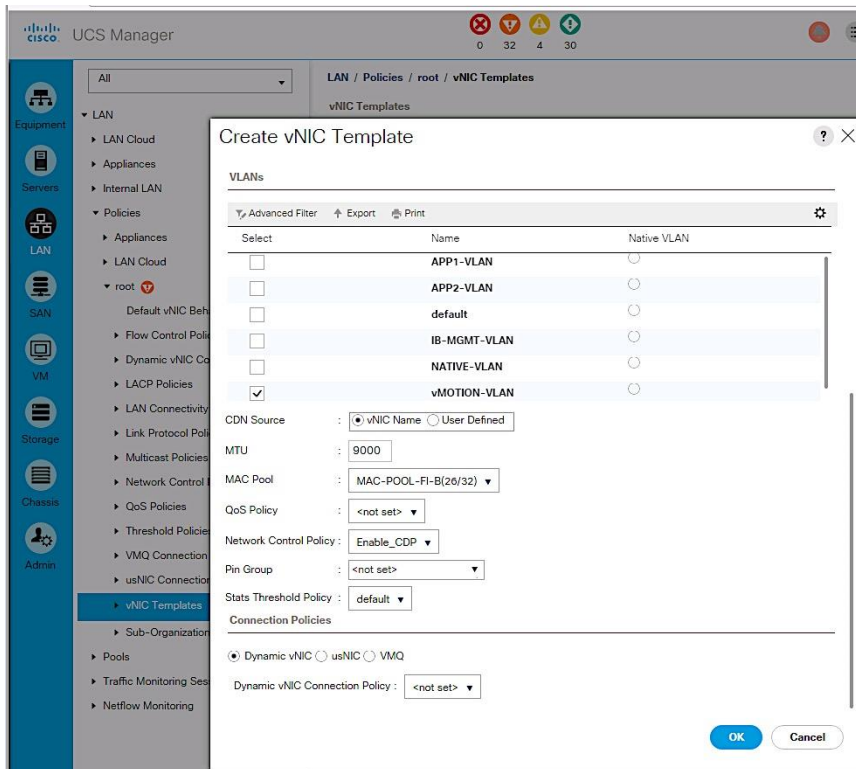 cisco. UCS Manager
0 32 4 30
Equipment
Servers
LAN
SAN
VM
Storage
Chassis
Admin
All
LAN
LAN Cloud
Appliances
Internal LAN
Policies
Appliances
LAN Cloud
root
Default vNIC Beh
Flow Control Polic
Dynamic vNIC Co
LACP Policies
LAN Connectivity
Link Protocol Poli
Multicast Policies
Network Control
QoS Policies
Threshold Policie
VMQ Connection
usNIC Connection
vNIC Templates
Sub-Organization
Pools
Traffic Monitoring Ses
Netflow Monitoring
LAN / Policies / root / vNIC Templates
vNIC Templates
Create vNIC Template ? ×
VLANs
Advanced Filter Export Print
Select Name Native VLAN
APP1-VLAN
APP2-VLAN
default
IB-MGMT-VLAN
NATIVE-VLAN
vMOTION-VLAN
CDN Source : vNIC Name User Defined
MTU : 9000
MAC Pool : MAC-POOL-FI-B(26/32)
QoS Policy : <not set>
Network Control Policy : Enable_CDP
Pin Group : <not set>
Stats Threshold Policy : default
Connection Policies
Dynamic vNIC usNIC VMQ
Dynamic vNIC Connection Policy : <not set>
OK Cancel